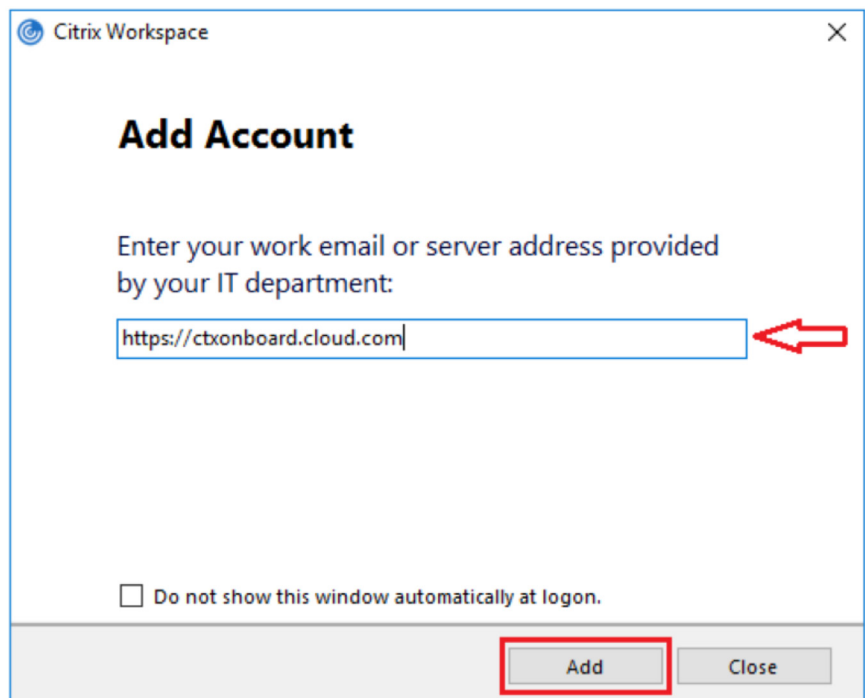 Citrix Workspace
Add Account
Enter your work email or server address provided
by your IT department:
https://ctxonboard.cloud.com
Do not show this window automatically at logon.
Add Close